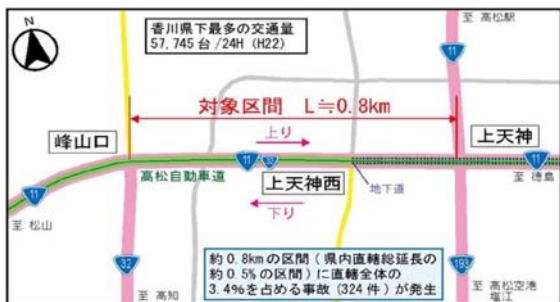 香川県下最多の交通量
57,745台/24H (H22)
至 高松駅
11
対象区間 L≒0.8km
峰山口
上り
上天神
11
32
11
高松自動車道
上天神西
地下道
至 徳島
下り
11
至 松山
32
至 高知
約0.8kmの区間(県内直轄総延長の
約0.5%の区間)に直轄全体の
3.4%を占める事故(324件)が発生
193
至 高松空港
塩江